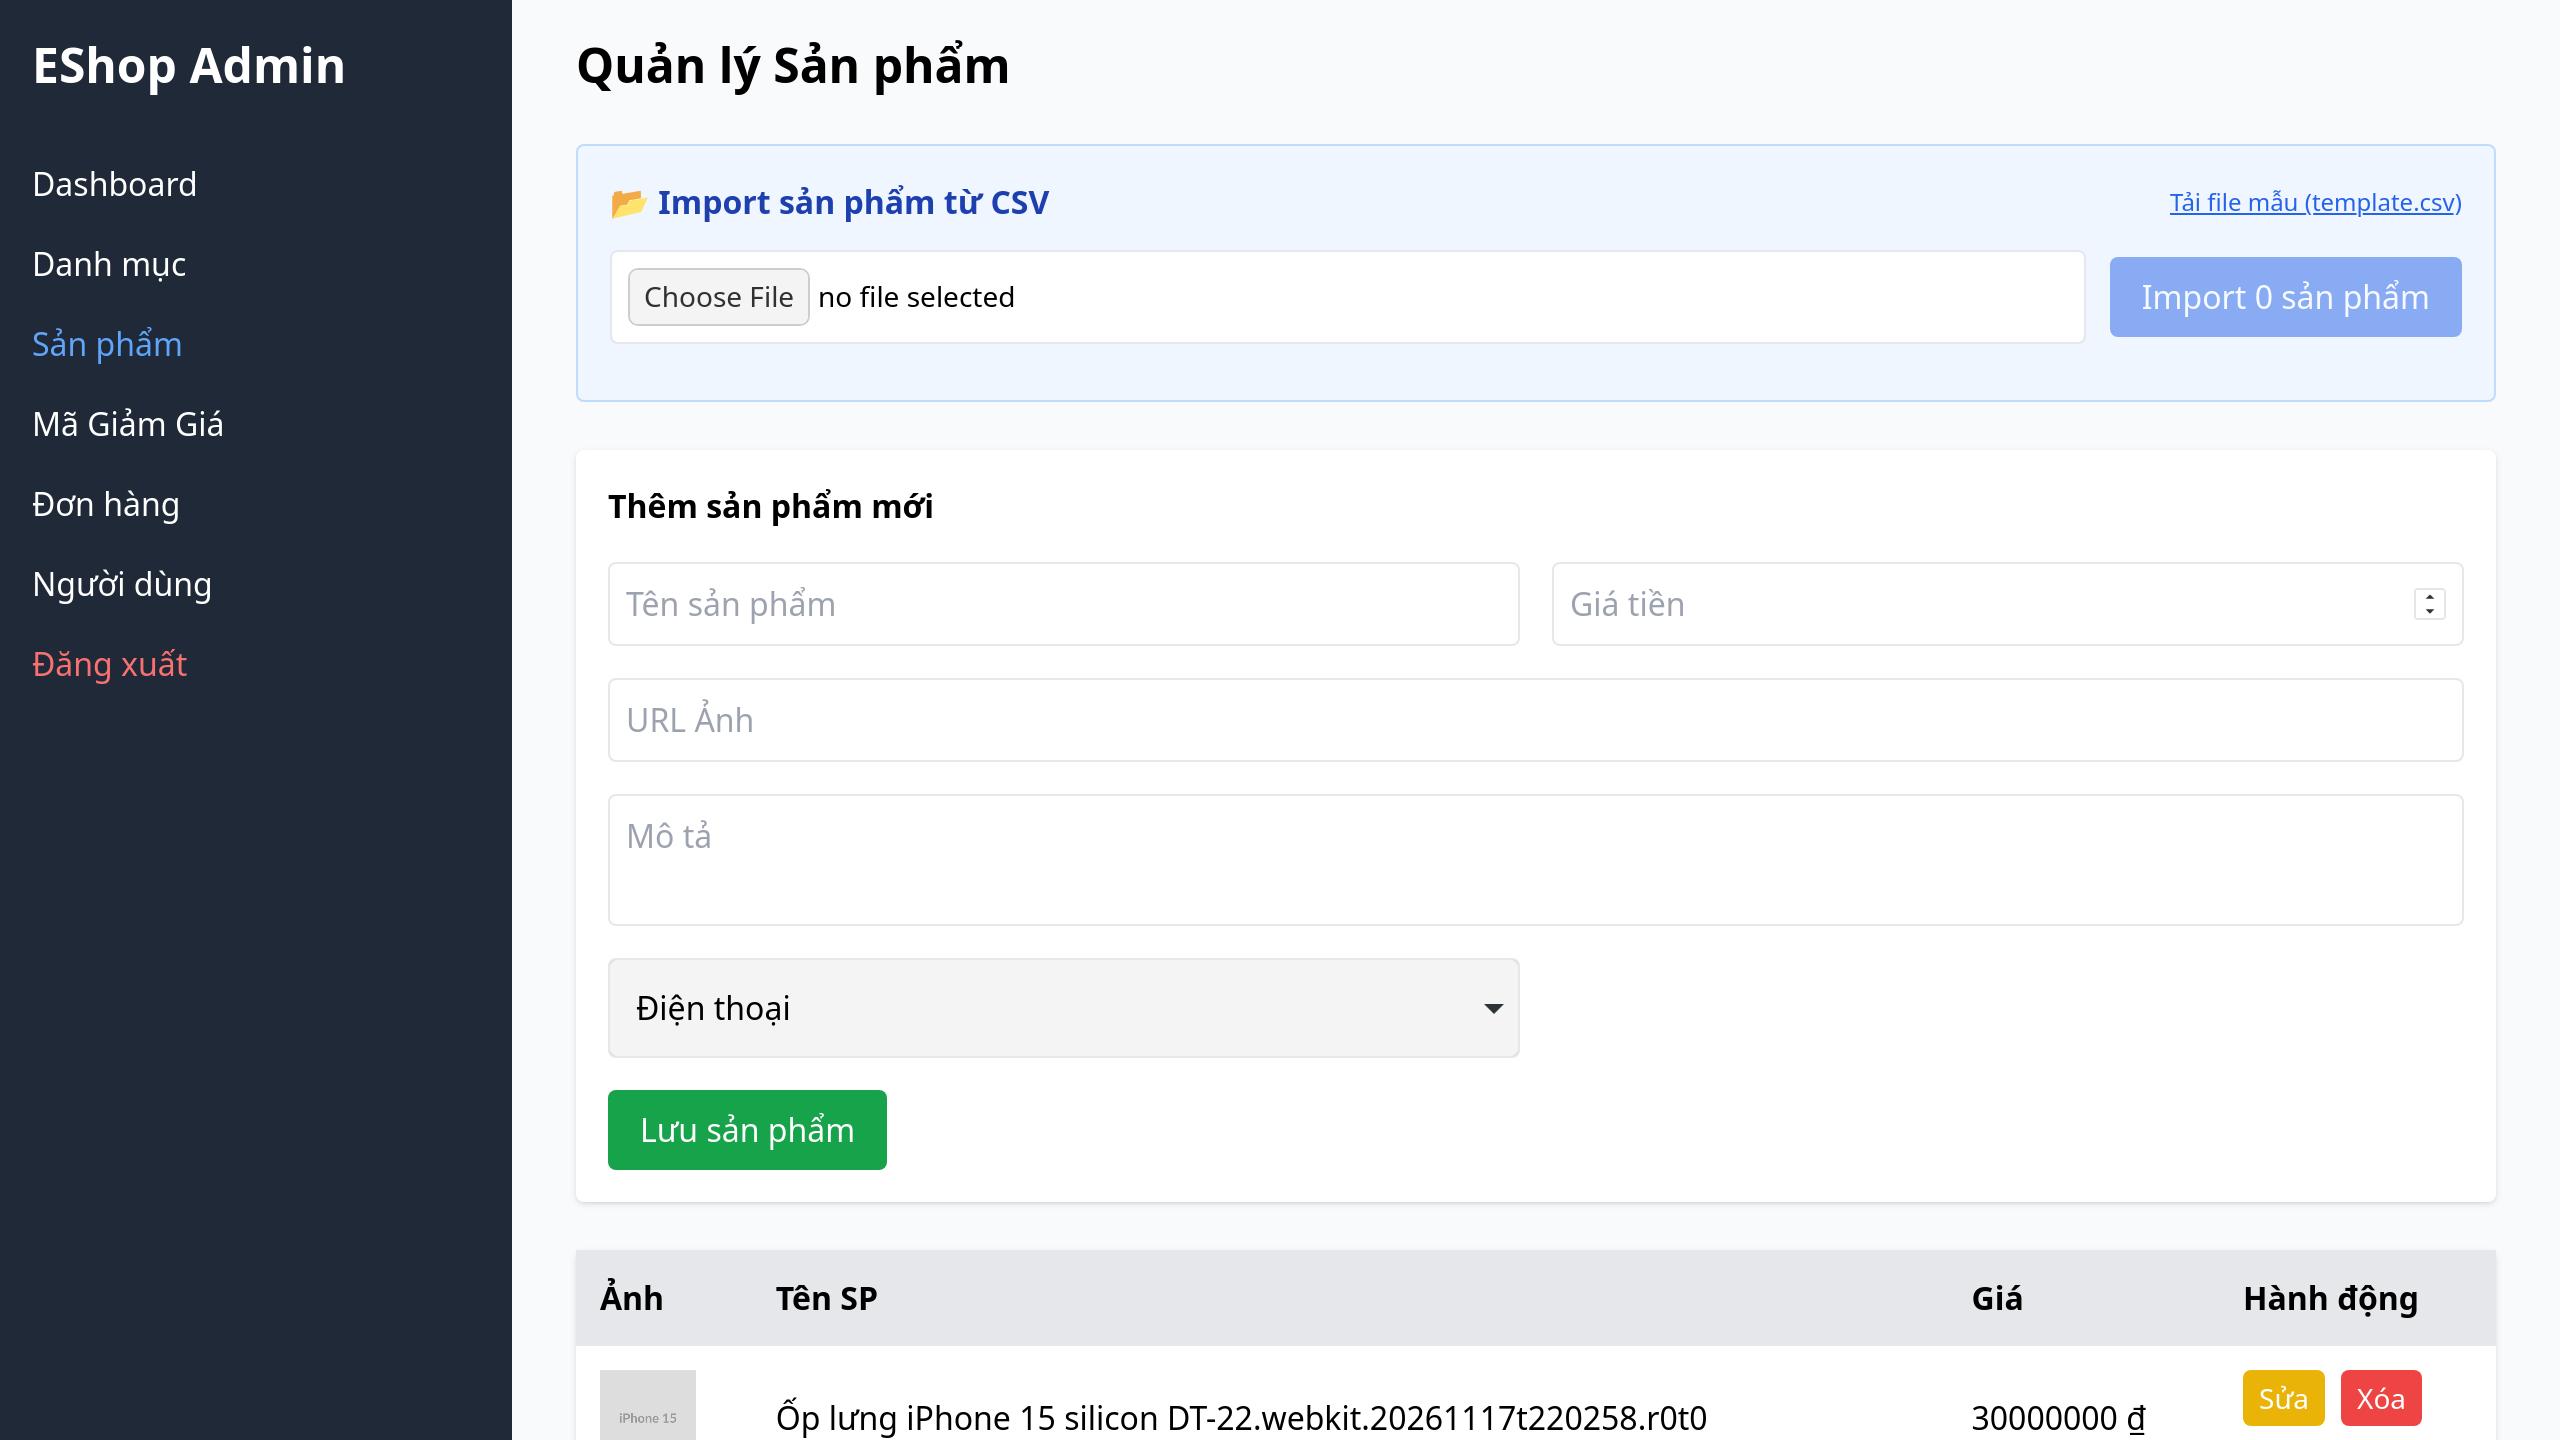 EShop Admin
Dashboard
Danh mục
Sản phẩm
Mã Giảm Giá
Đơn hàng
Người dùng
Đăng xuất
Quản lý Sản phẩm
📂 Import sản phẩm từ CSV
Tải file mẫu (template.csv)
Choose File no file selected
Import 0 sản phẩm
Thêm sản phẩm mới
Tên sản phẩm
Giá tiền
URL Ảnh
Mô tả
Điện thoại
Lưu sản phẩm
Ảnh Tên SP Giá Hành động
iPhone 15
Ốp lưng iPhone 15 silicon DT-22.webkit.20261117t220258.r0t0 30000000 ₫ Sửa Xóa